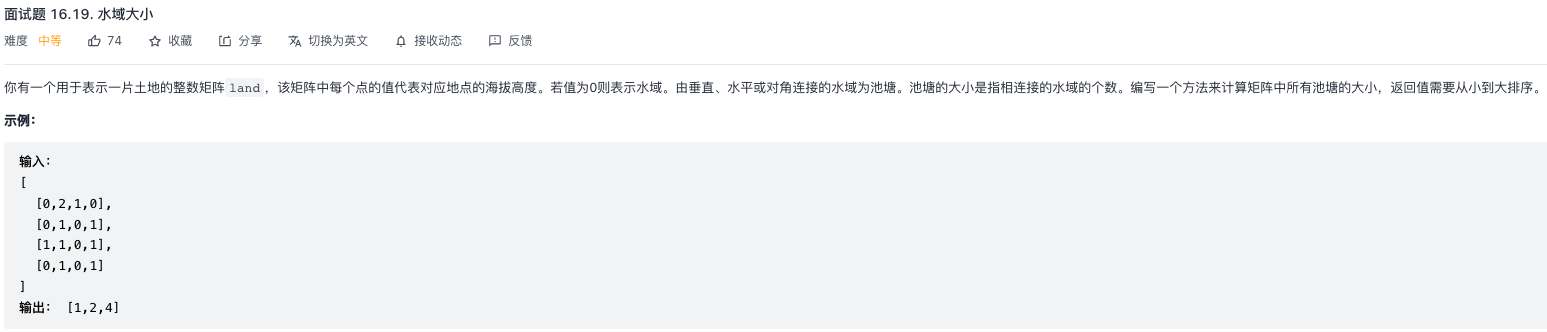 面试题 16.19. 水域大小
难度 中等 74 收藏 分享 切换为英文 接收动态 反馈
你有一个用于表示一片土地的整数矩阵land，该矩阵中每个点的值代表对应地点的海拔高度。若值为0则表示水域。由垂直、水平或对角连接的水域为池塘。池塘的大小是指相连接的水域的个数。编写一个方法来计算矩阵中所有池塘的大小，返回值需要从小到大排序。
示例：
输入：
[
[0,2,1,0],
[0,1,0,1],
[1,1,0,1],
[0,1,0,1]
]
输出： [1,2,4]